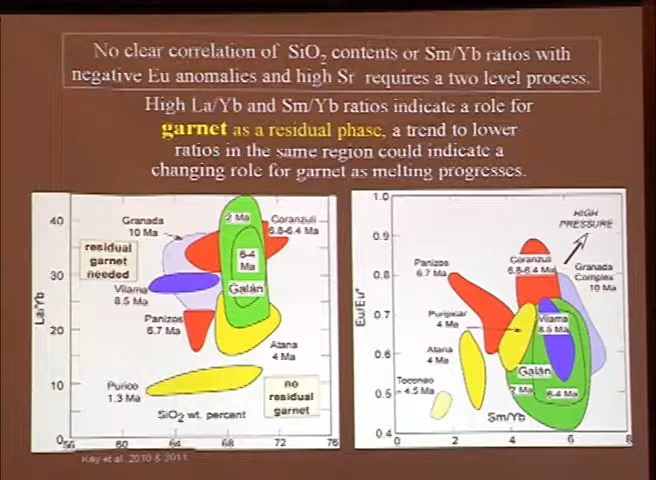 No clear correlation of SiO₂ contents or Sm/Yb ratios with
negative Eu anomalies and high Sr requires a two level process.
High La/Yb and Sm/Yb ratios indicate a role for
garnet as a residual phase, a trend to lower
ratios in the same region could indicate a
changing role for garnet as melting progresses.
La/Yb
40
30
20
10
0
56
60
64
68
72
76
SiO₂ wt. percent
Granada
10 Ma
2 Ma
Coranzuli
6.8-6.4 Ma
residual
garnet
needed
6-4
Ma
Galán
Vilama
8.5 Ma
Panizos
6.7 Ma
Atana
4 Ma
Purico
1.3 Ma
no
residual
garnet
Kay et al. 2010 & 2011
Eu/Eu*
1.0
0.9
0.8
0.7
0.6
0.5
0.4
0
2
4
6
8
Sm/Yb
HIGH
PRESSURE
Panizos
6.7 Ma
Coranzuli
6.8-6.4 Ma
Granada
Complex
10 Ma
Puripicar
4 Ma
Vilama
8.5 Ma
Atana
4 Ma
Toconao
~4.5 Ma
Galán
2 Ma
6-4 Ma